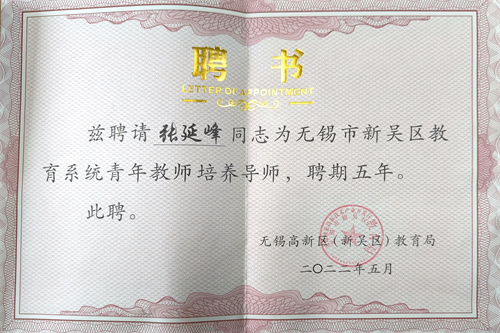 聘书
LETTER OF APPOINTMENT
兹聘请 张延峰 同志为无锡市新吴区教
育系统青年教师培养导师，聘期五年。
此聘。
无锡高新区（新吴区）教育局
二〇二二年五月